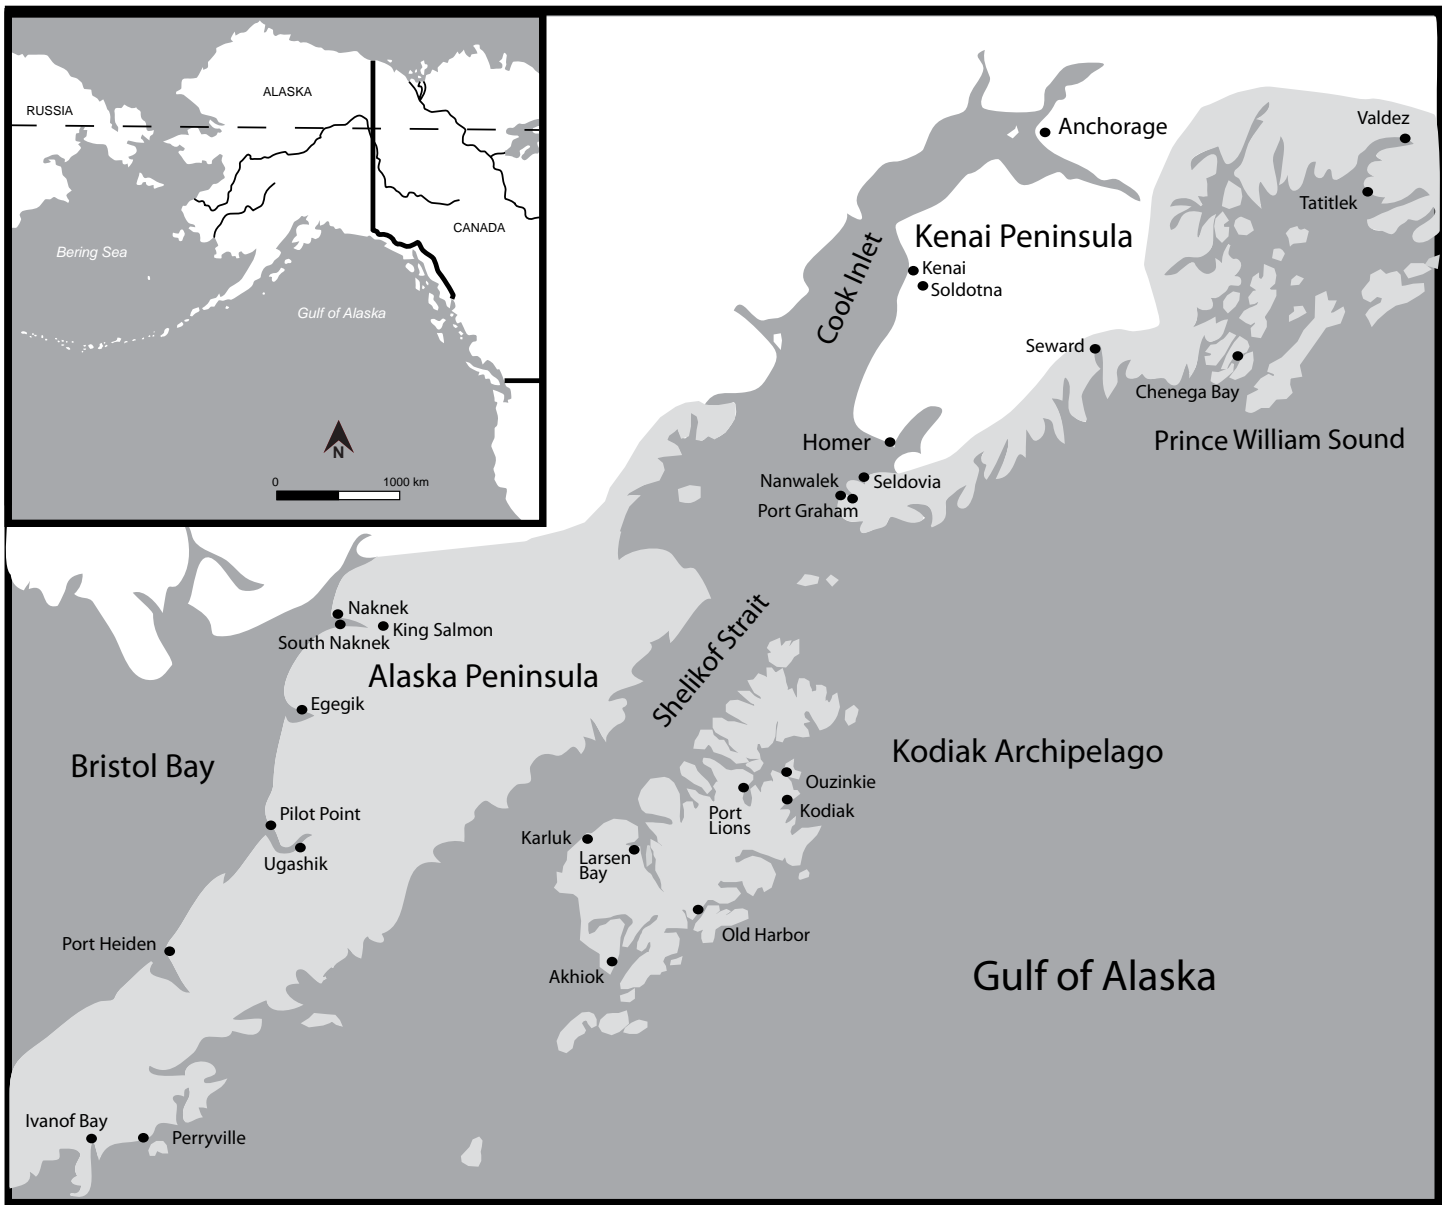 RUSSIA
ALASKA
CANADA
Bering Sea
Gulf of Alaska
N
0 1000 km
Anchorage
Valdez
Tatitlek
Kenai Peninsula
Kenai
Soldotna
Cook Inlet
Seward
Chenega Bay
Prince William Sound
Homer
Nanwalek
Seldovia
Port Graham
Naknek
South Naknek
King Salmon
Alaska Peninsula
Shelikof Strait
Egegik
Bristol Bay
Kodiak Archipelago
Ouzinkie
Kodiak
Port
Lions
Pilot Point
Ugashik
Karluk
Larsen
Bay
Old Harbor
Port Heiden
Akhiok
Gulf of Alaska
Ivanof Bay
Perryville